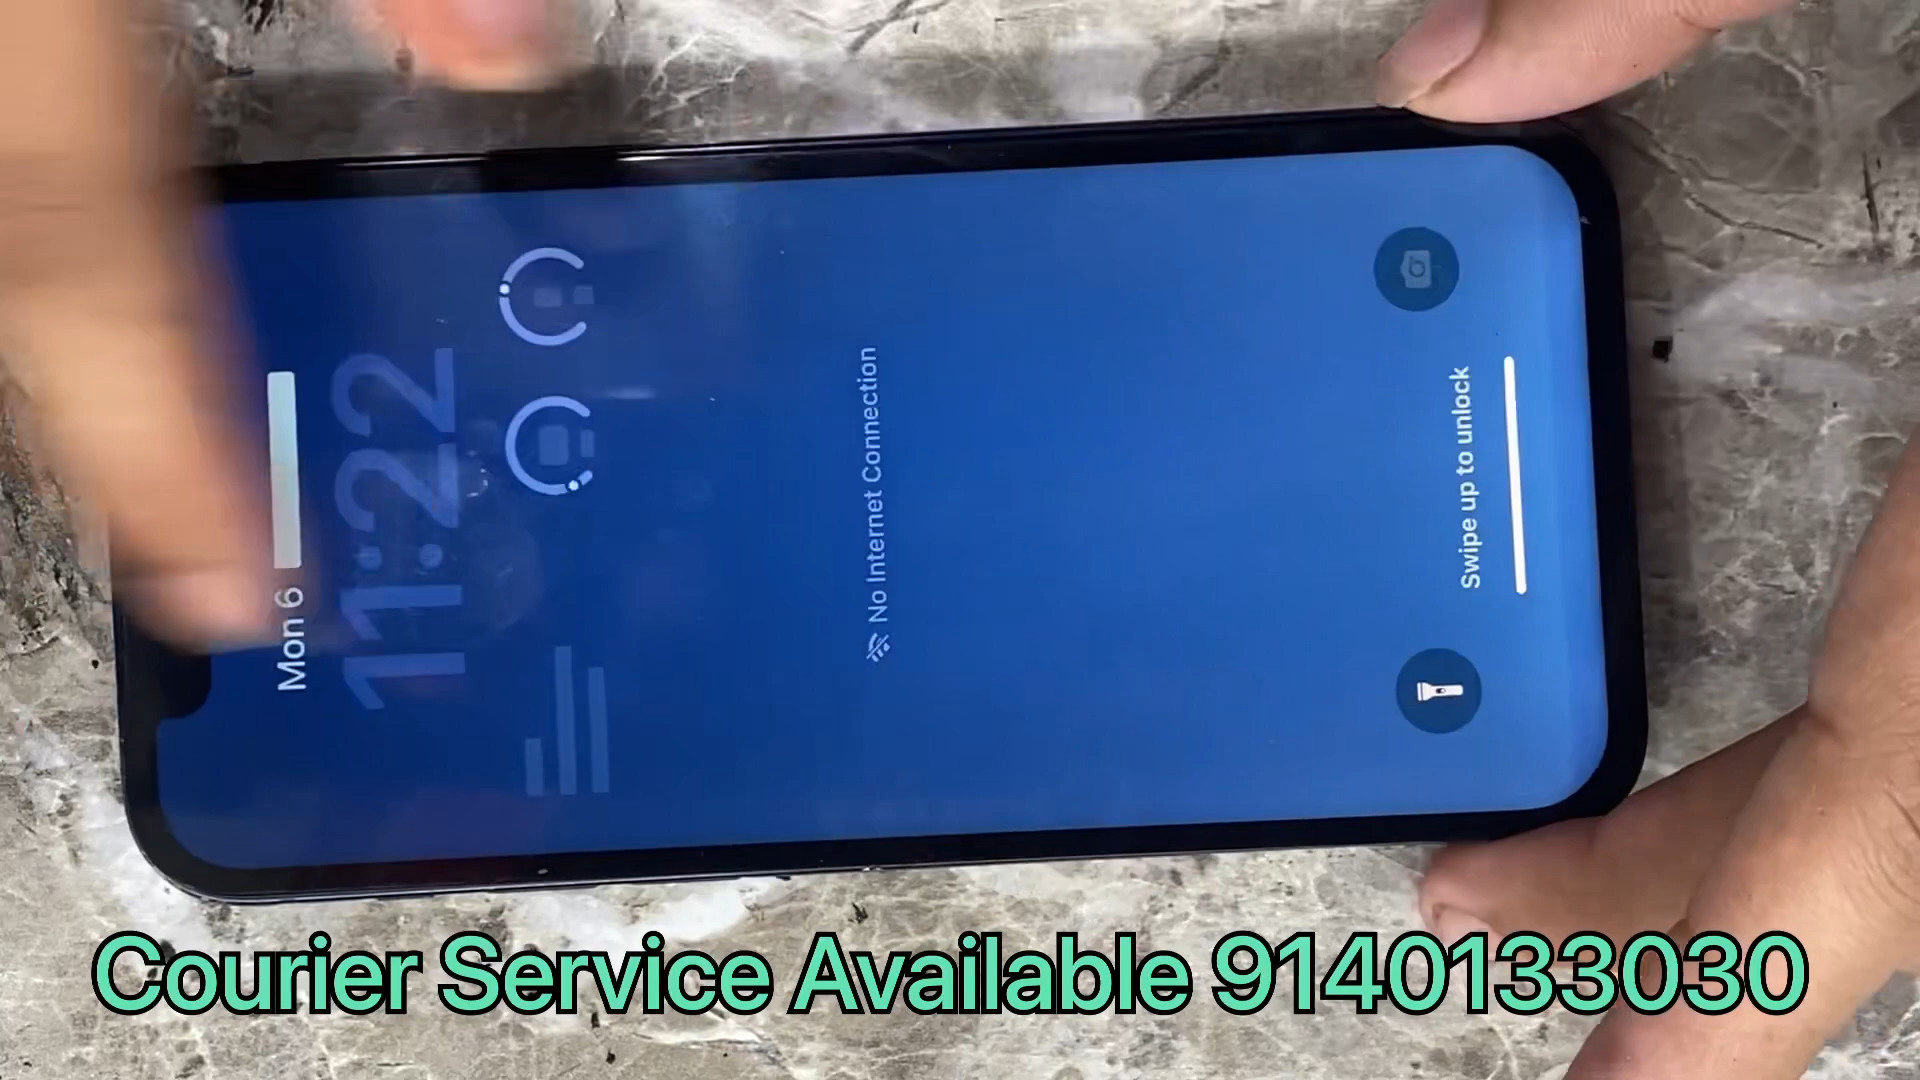 Mon 6
11:22
No Internet Connection
Swipe up to unlock
Courier Service Available 9140133030